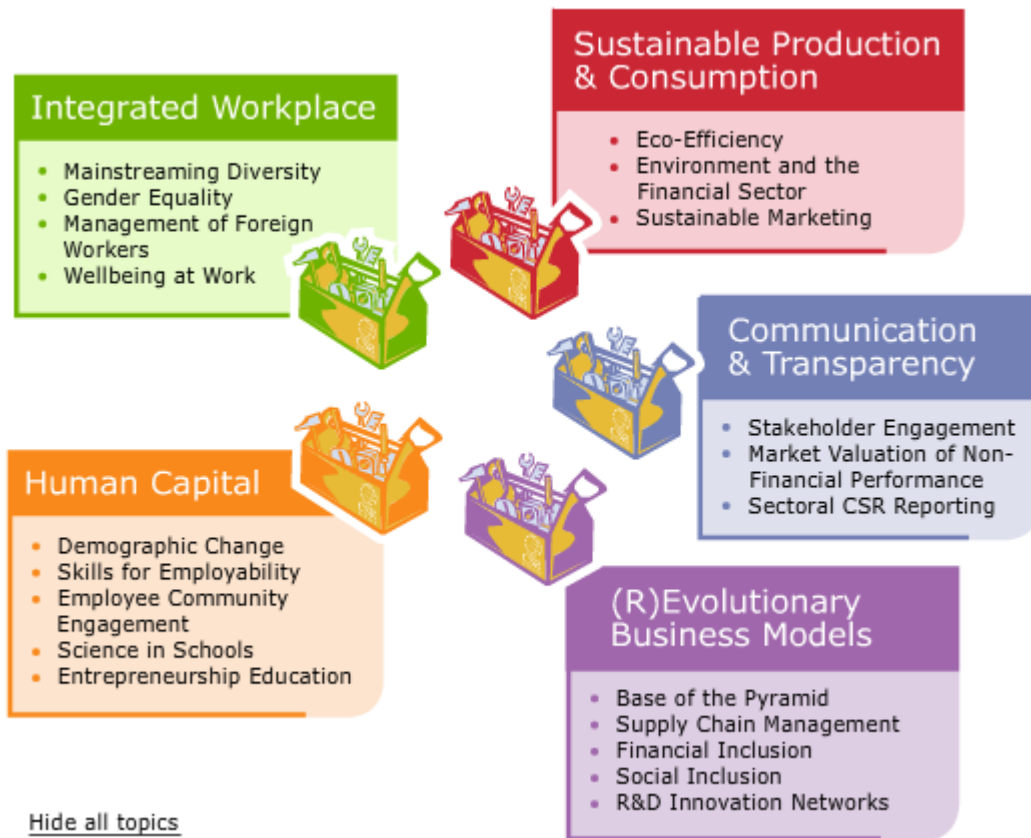 Integrated Workplace
• Mainstreaming Diversity
• Gender Equality
• Management of Foreign
Workers
• Wellbeing at Work
Sustainable Production
& Consumption
• Eco-Efficiency
• Environment and the
Financial Sector
• Sustainable Marketing
Communication
& Transparency
• Stakeholder Engagement
• Market Valuation of Non-
Financial Performance
• Sectoral CSR Reporting
Human Capital
• Demographic Change
• Skills for Employability
• Employee Community
Engagement
• Science in Schools
• Entrepreneurship Education
(R)Evolutionary
Business Models
• Base of the Pyramid
• Supply Chain Management
• Financial Inclusion
• Social Inclusion
• R&D Innovation Networks
Hide all topics